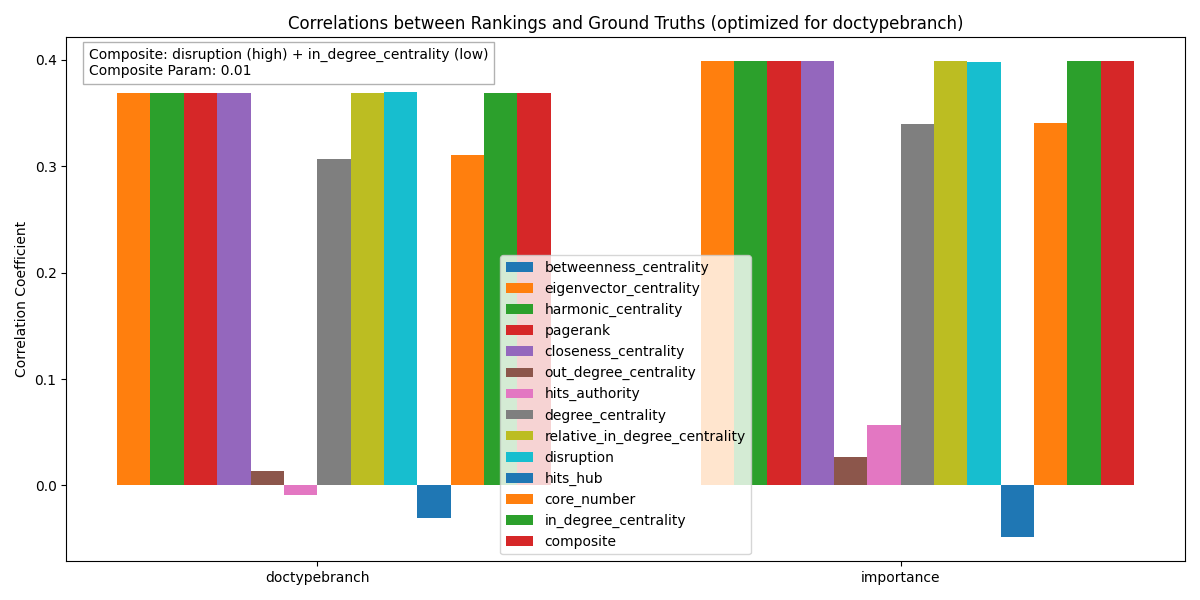 Correlations between Rankings and Ground Truths (optimized for doctypebranch)
Composite: disruption (high) + in_degree_centrality (low)
Composite Param: 0.01
Correlation Coefficient
0.4
0.3
0.2
0.1
0.0
betweenness_centrality
eigenvector_centrality
harmonic_centrality
pagerank
closeness_centrality
out_degree_centrality
hits_authority
degree_centrality
relative_in_degree_centrality
disruption
hits_hub
core_number
in_degree_centrality
composite
doctypebranch
importance